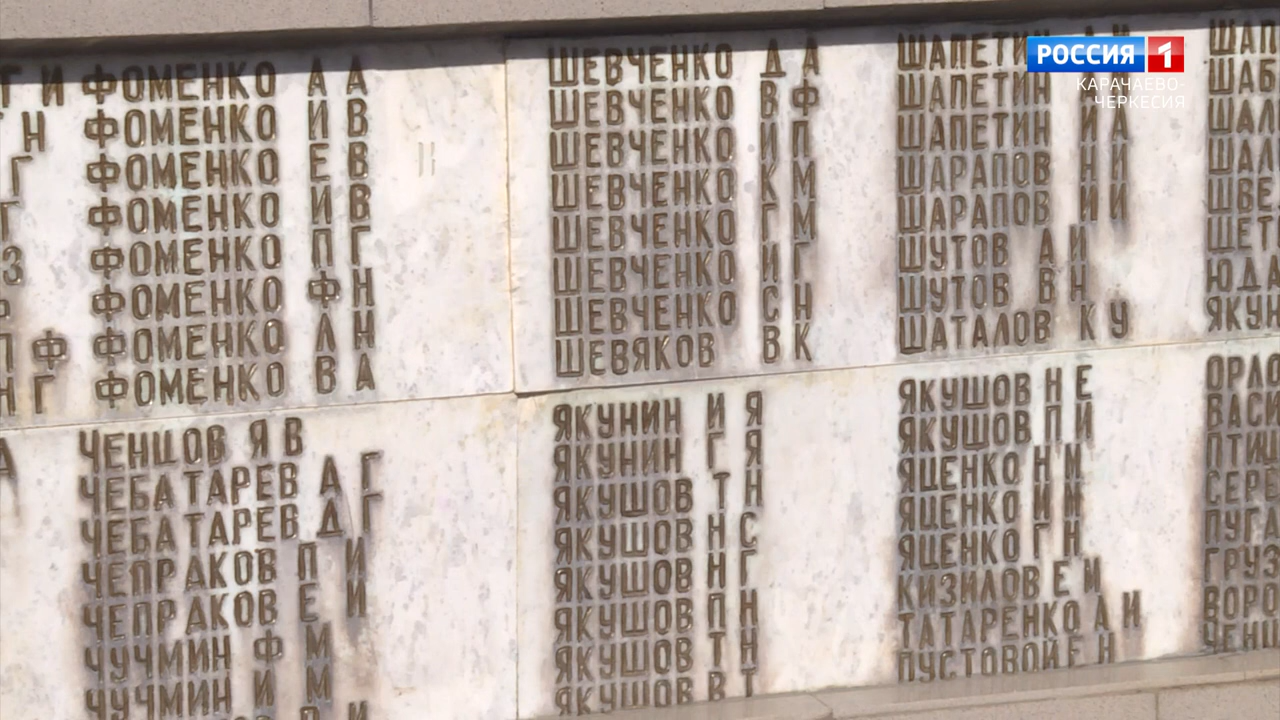 РОССИЯ 1
КАРАЧАЕВО-
ЧЕРКЕСИЯ
ФОМЕНКО А А
ФОМЕНКО И В
ФОМЕНКО Е В
ФОМЕНКО И В
ФОМЕНКО П Г
ФОМЕНКО Ф Н
ФОМЕНКО Л Н
ФОМЕНКО В А
ЧЕНЦОВ Я В
ЧЕБАТАРЕВ А Г
ЧЕБАТАРЕВ Д Г
ЧЕПРАКОВ П И
ЧЕПРАКОВ Е И
ЧУЧМИН Ф М
ЧУЧМИН И М
ШЕВЧЕНКО Д А
ШЕВЧЕНКО В Ф
ШЕВЧЕНКО И П
ШЕВЧЕНКО К М
ШЕВЧЕНКО Г М
ШЕВЧЕНКО И Г
ШЕВЧЕНКО С Н
ШЕВЯКОВ В К
ЯКУНИН И Я
ЯКУНИН Г Я
ЯКУШОВ Т Н
ЯКУШОВ Н С
ЯКУШОВ Н Г
ЯКУШОВ П Н
ЯКУШОВ Т Н
ЯКУШОВ В Т
ШАПЕТИН
ШАПЕТИН
ШАПЕТИН И А
ШАРАПОВ Н И
ШАРАПОВ И И
ШУТОВ А И
ШУТОВ В Н
ШАТАЛОВ К У
ЯКУШОВ Н Е
ЯКУШОВ П И
ЯЦЕНКО Н М
ЯЦЕНКО И И
ЯЦЕНКО Г Н
КИЗИЛОВ Е И
ТАТАРЕНКО А И
ПУСТОВОЙ Е Н